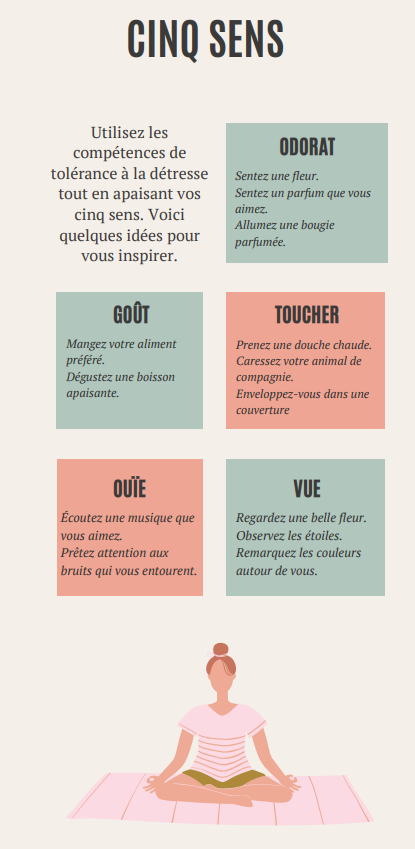 CINQ SENS
Utilisez les
compétences de
tolérance à la détresse
tout en apaisant vos
cinq sens. Voici
quelques idées pour
vous inspirer.
ODORAT
Sentez une fleur.
Sentez un parfum que vous
aimez.
Allumez une bougie
parfumée.
GOÛT
Mangez votre aliment
préféré.
Dégustez une boisson
apaisante.
TOUCHER
Prenez une douche chaude.
Caressez votre animal de
compagnie.
Enveloppez-vous dans une
couverture
OUÏE
Écoutez une musique que
vous aimez.
Prêtez attention aux
bruits qui vous entourent.
VUE
Regardez une belle fleur.
Observez les étoiles.
Remarquez les couleurs
autour de vous.